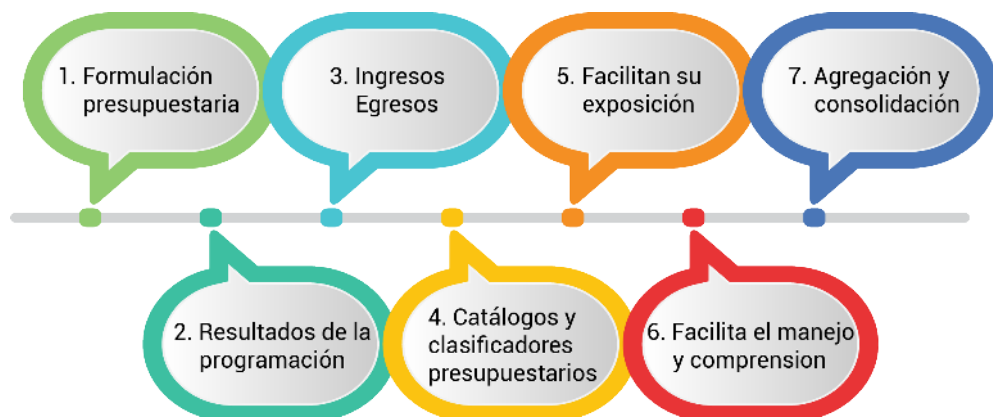 1. Formulación
presupuestaria
2. Resultados de la
programación
3. Ingresos
Egresos
4. Catálogos y
clasificadores
presupuestarios
5. Facilitan su
exposición
6. Facilita el manejo
y comprension
7. Agregación y
consolidación